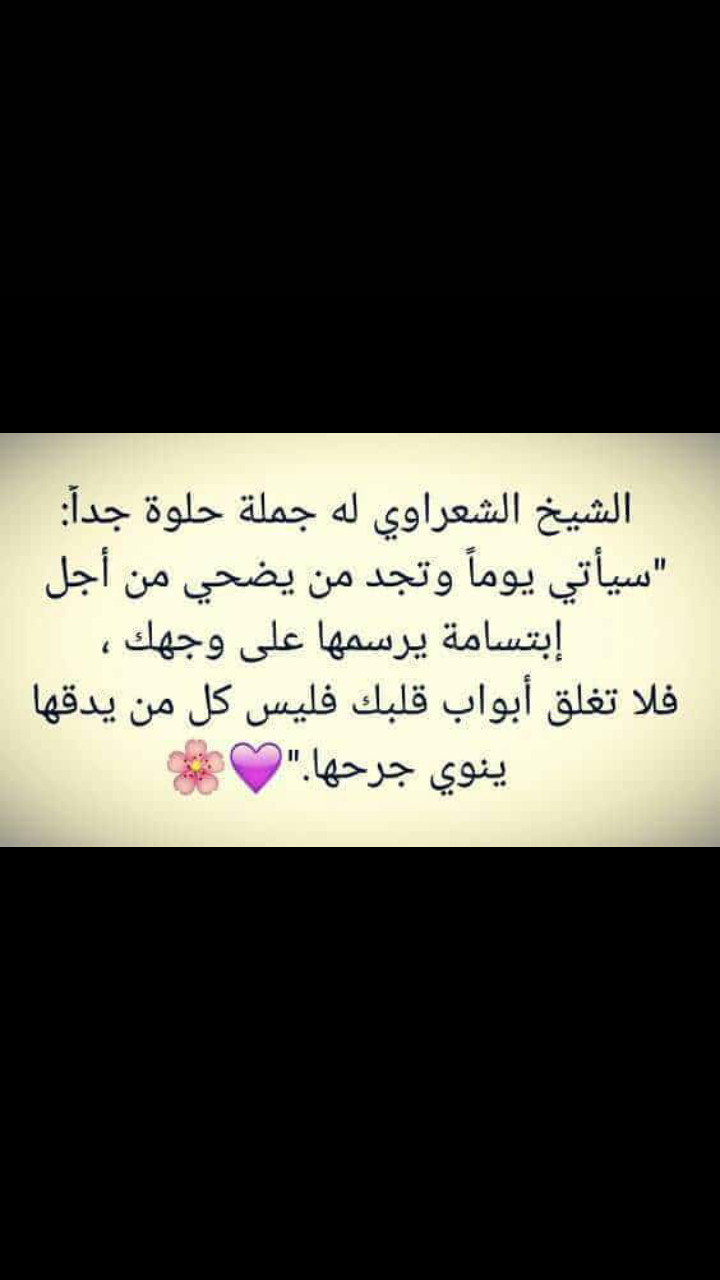 الشيخ الشعراوي له جملة حلوة جداً:
"سيأتي يوماً وتجد من يضحي من أجل
إبتسامة يرسمها على وجهك ،
فلا تغلق أبواب قلبك فليس كل من يدقها
ينوي جرحها."💜🌸